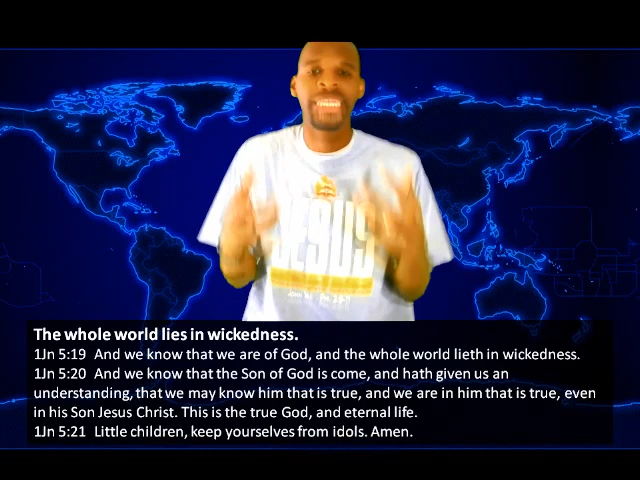 JESUS
The whole world lies in wickedness.
1Jn 5:19 And we know that we are of God, and the whole world lieth in wickedness.
1Jn 5:20 And we know that the Son of God is come, and hath given us an
understanding, that we may know him that is true, and we are in him that is true, even
in his Son Jesus Christ. This is the true God, and eternal life.
1Jn 5:21 Little children, keep yourselves from idols. Amen.